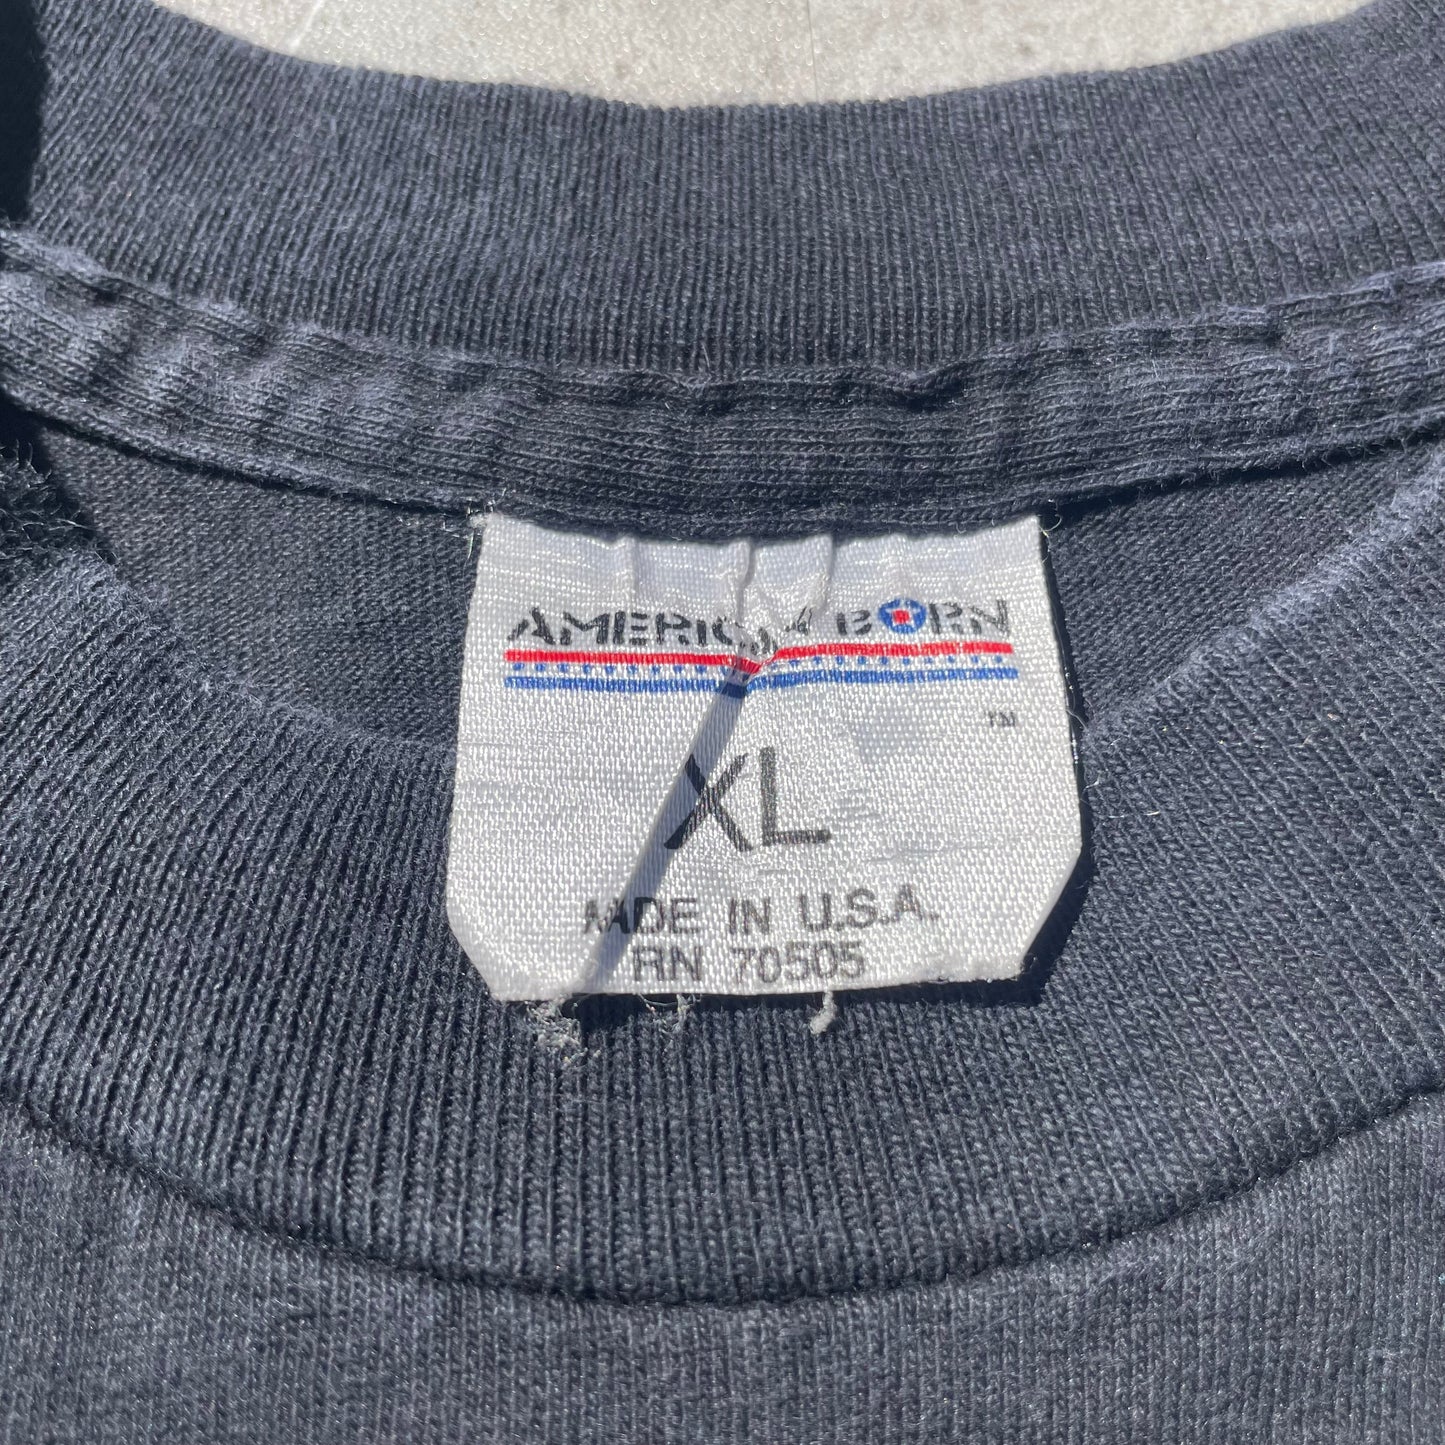 AMERICAN BORN
TM
XL
MADE IN U.S.A.
RN 70505